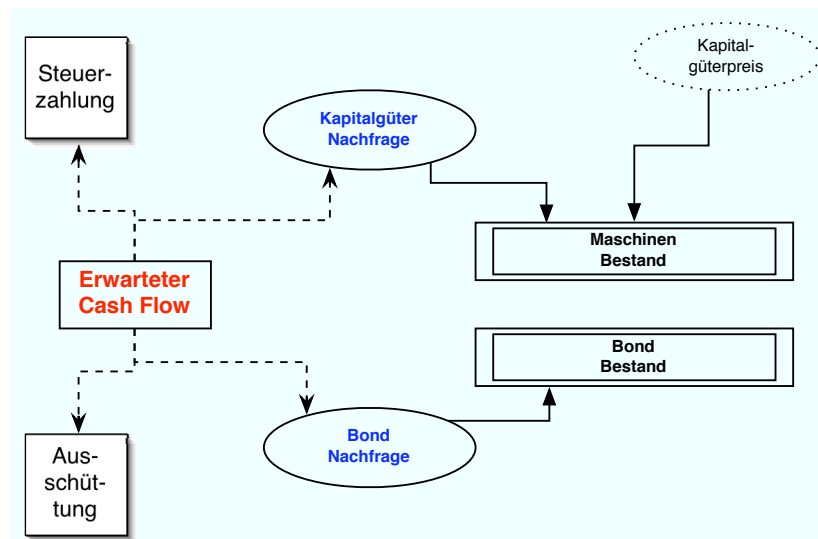 Steuer-
zahlung
Kapitalgüter
Nachfrage
Kapital-
güterpreis
Maschinen
Bestand
Erwarteter
Cash Flow
Bond
Bestand
Aus-
schüt-
tung
Bond
Nachfrage